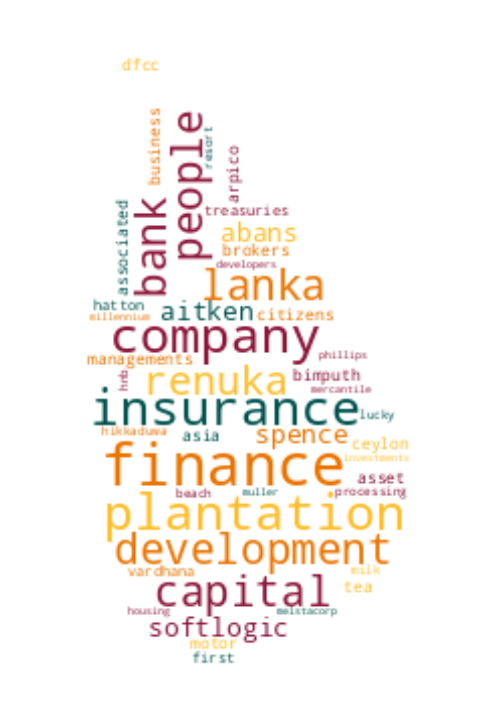 dfcc
business
people
resort
arpico
associated
bank
treasuries
abans
brokers
developers
lanka
hatton
aitken
citizens
millennium
company
phillips
managements
hnb
renuka
bimputh
mercantile
insurance
lucky
hikkaduwa
asia
spence
ceylon
finance
investments
asset
beach
muller
processing
plantation
development
vardhana
milk
capital
tea
housing
melstacorp
softlogic
motor
first